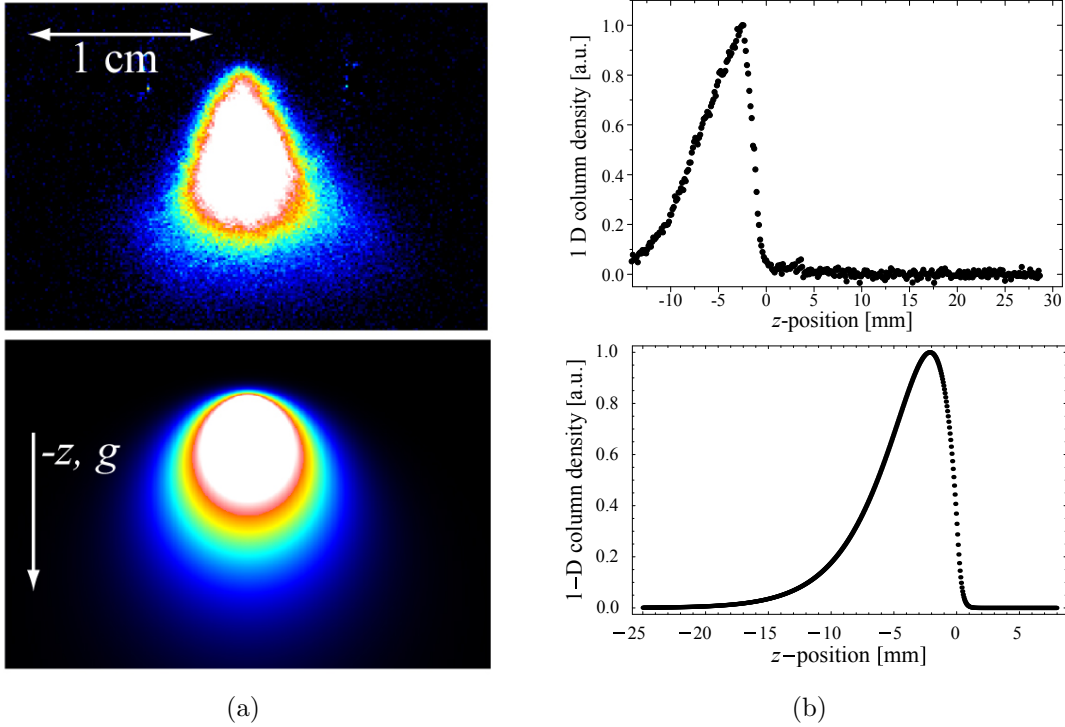 1 cm
-z, g
(a)
1.0
0.8
0.6
0.4
0.2
0.0
1 D column density [a.u.]
-10 -5 0 5 10 15 20 25 30
z-position [mm]
1.0
0.8
0.6
0.4
0.2
0.0
1−D column density [a.u.]
−25 −20 −15 −10 −5 0 5
z−position [mm]
(b)